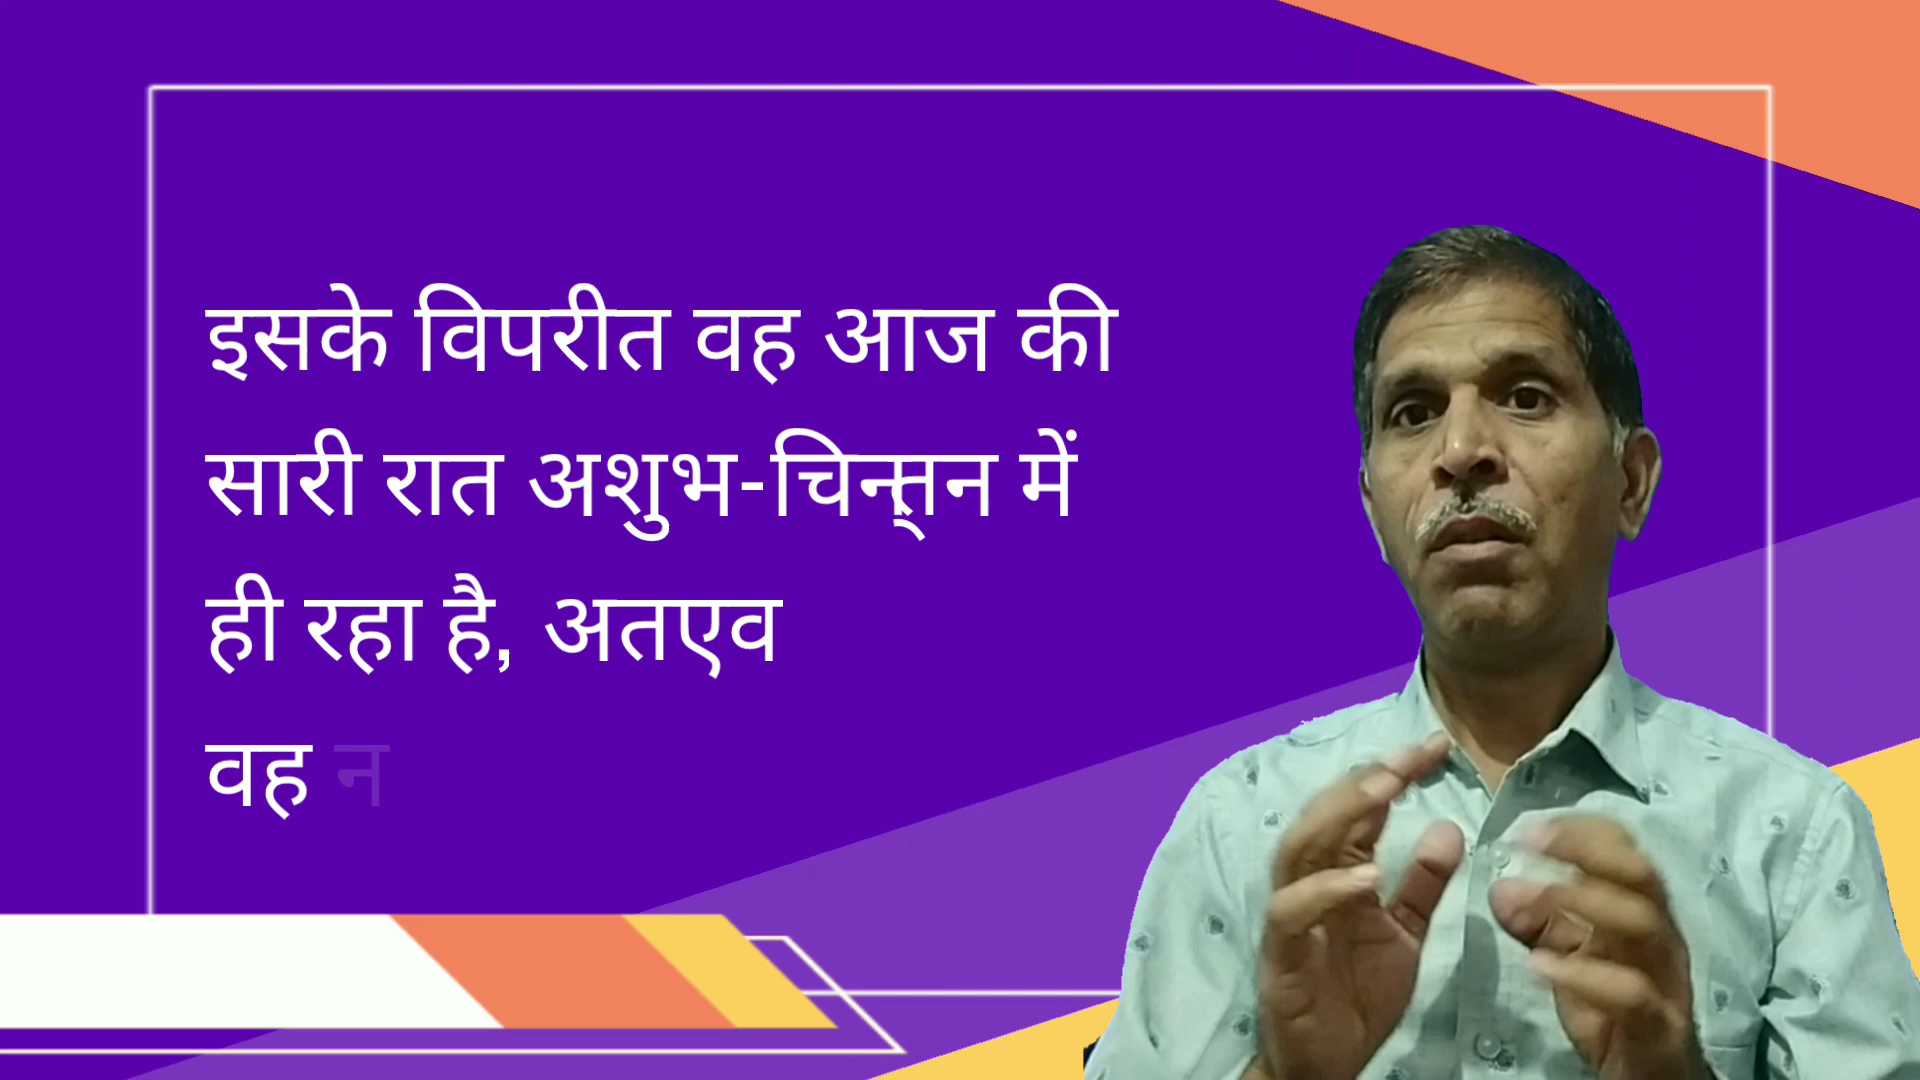 इसके विपरीत वह आज की
सारी रात अशुभ-चिन्तन में
ही रहा है, अतएव
वह न